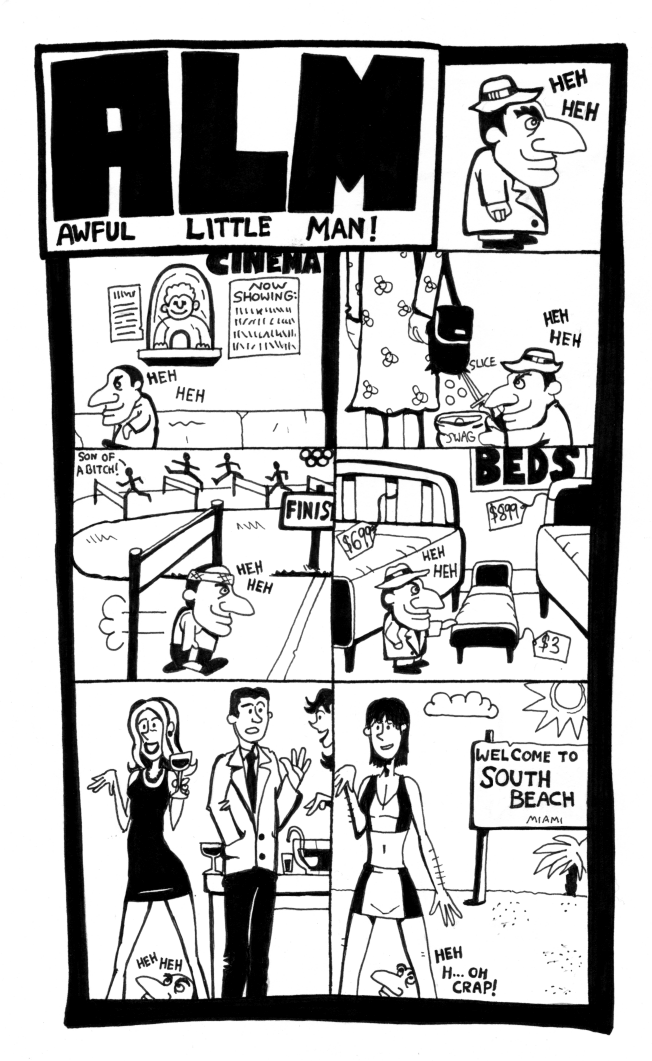 ALM
AWFUL LITTLE MAN!
HEH
HEH
CINEMA
NOW
SHOWING:
HEH
HEH
SLICE
HEH
HEH
SWAG
SON OF
A BITCH!
FINIS
HEH
HEH
BEDS
$699
$899
HEH
HEH
$3
HEH HEH
WELCOME TO
SOUTH
BEACH
MIAMI
HEH
H... OH
CRAP!